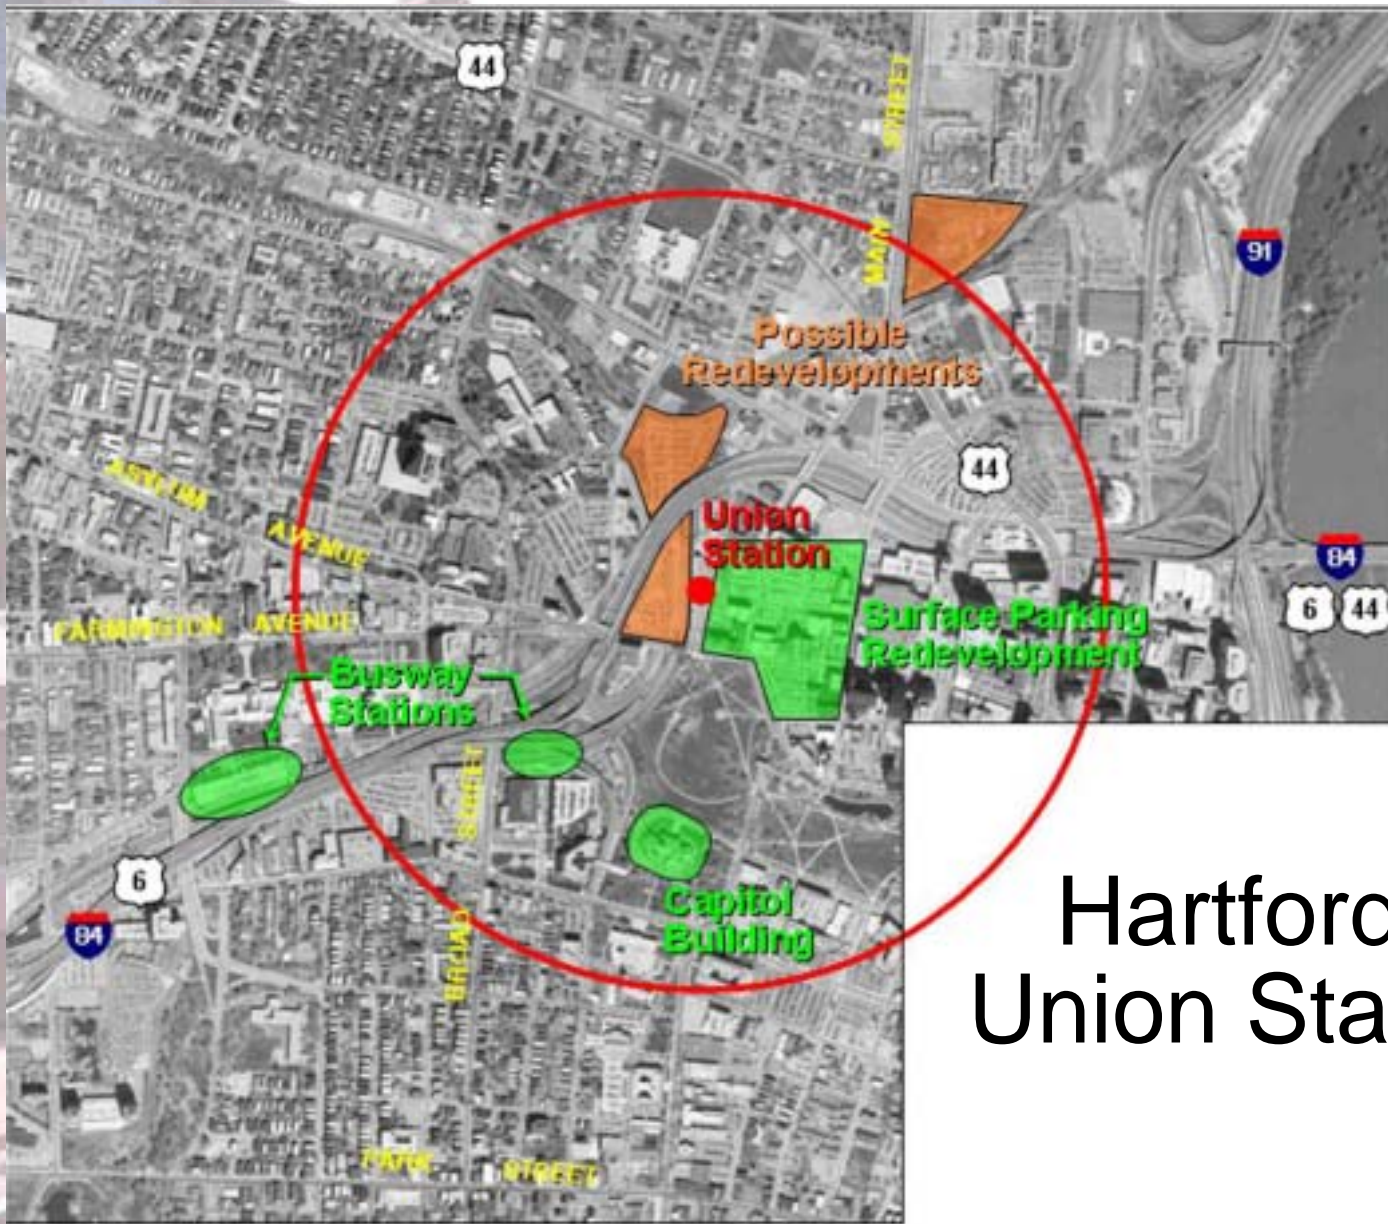 44
STREET
MAIN
91
Possible
Redevelopments
44
ASYLUM
AVENUE
Union
Station
84
6 44
FARMINGTON AVENUE
Surface Parking
Redevelopment
Busway
Stations
STREET
6
84
Capitol
Building
BROAD
Hartford
Union Sta
PARK STREET